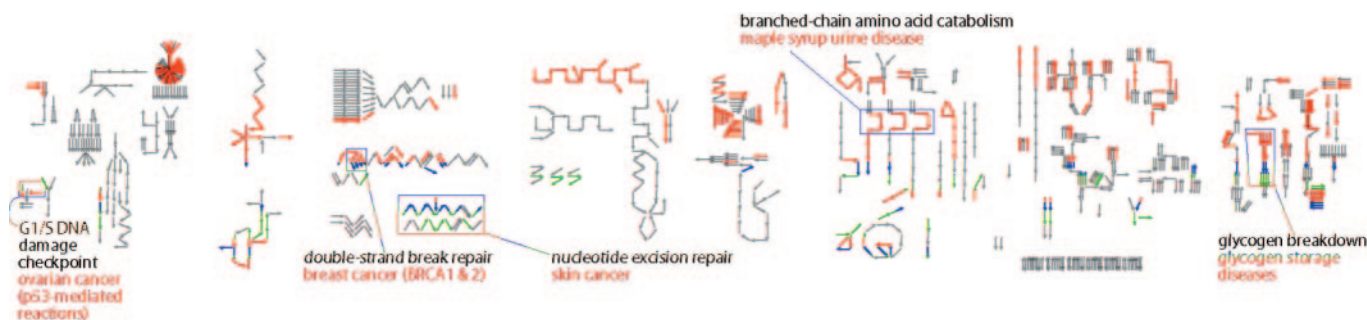 branched-chain amino acid catabolism
maple syrup urine disease
G1/S DNA
damage
checkpoint
ovarian cancer
(p53-mediated
reactions)
double-strand break repair
breast cancer (BRCA1 & 2)
nucleotide excision repair
skin cancer
glycogen breakdown
glycogen storage
diseases